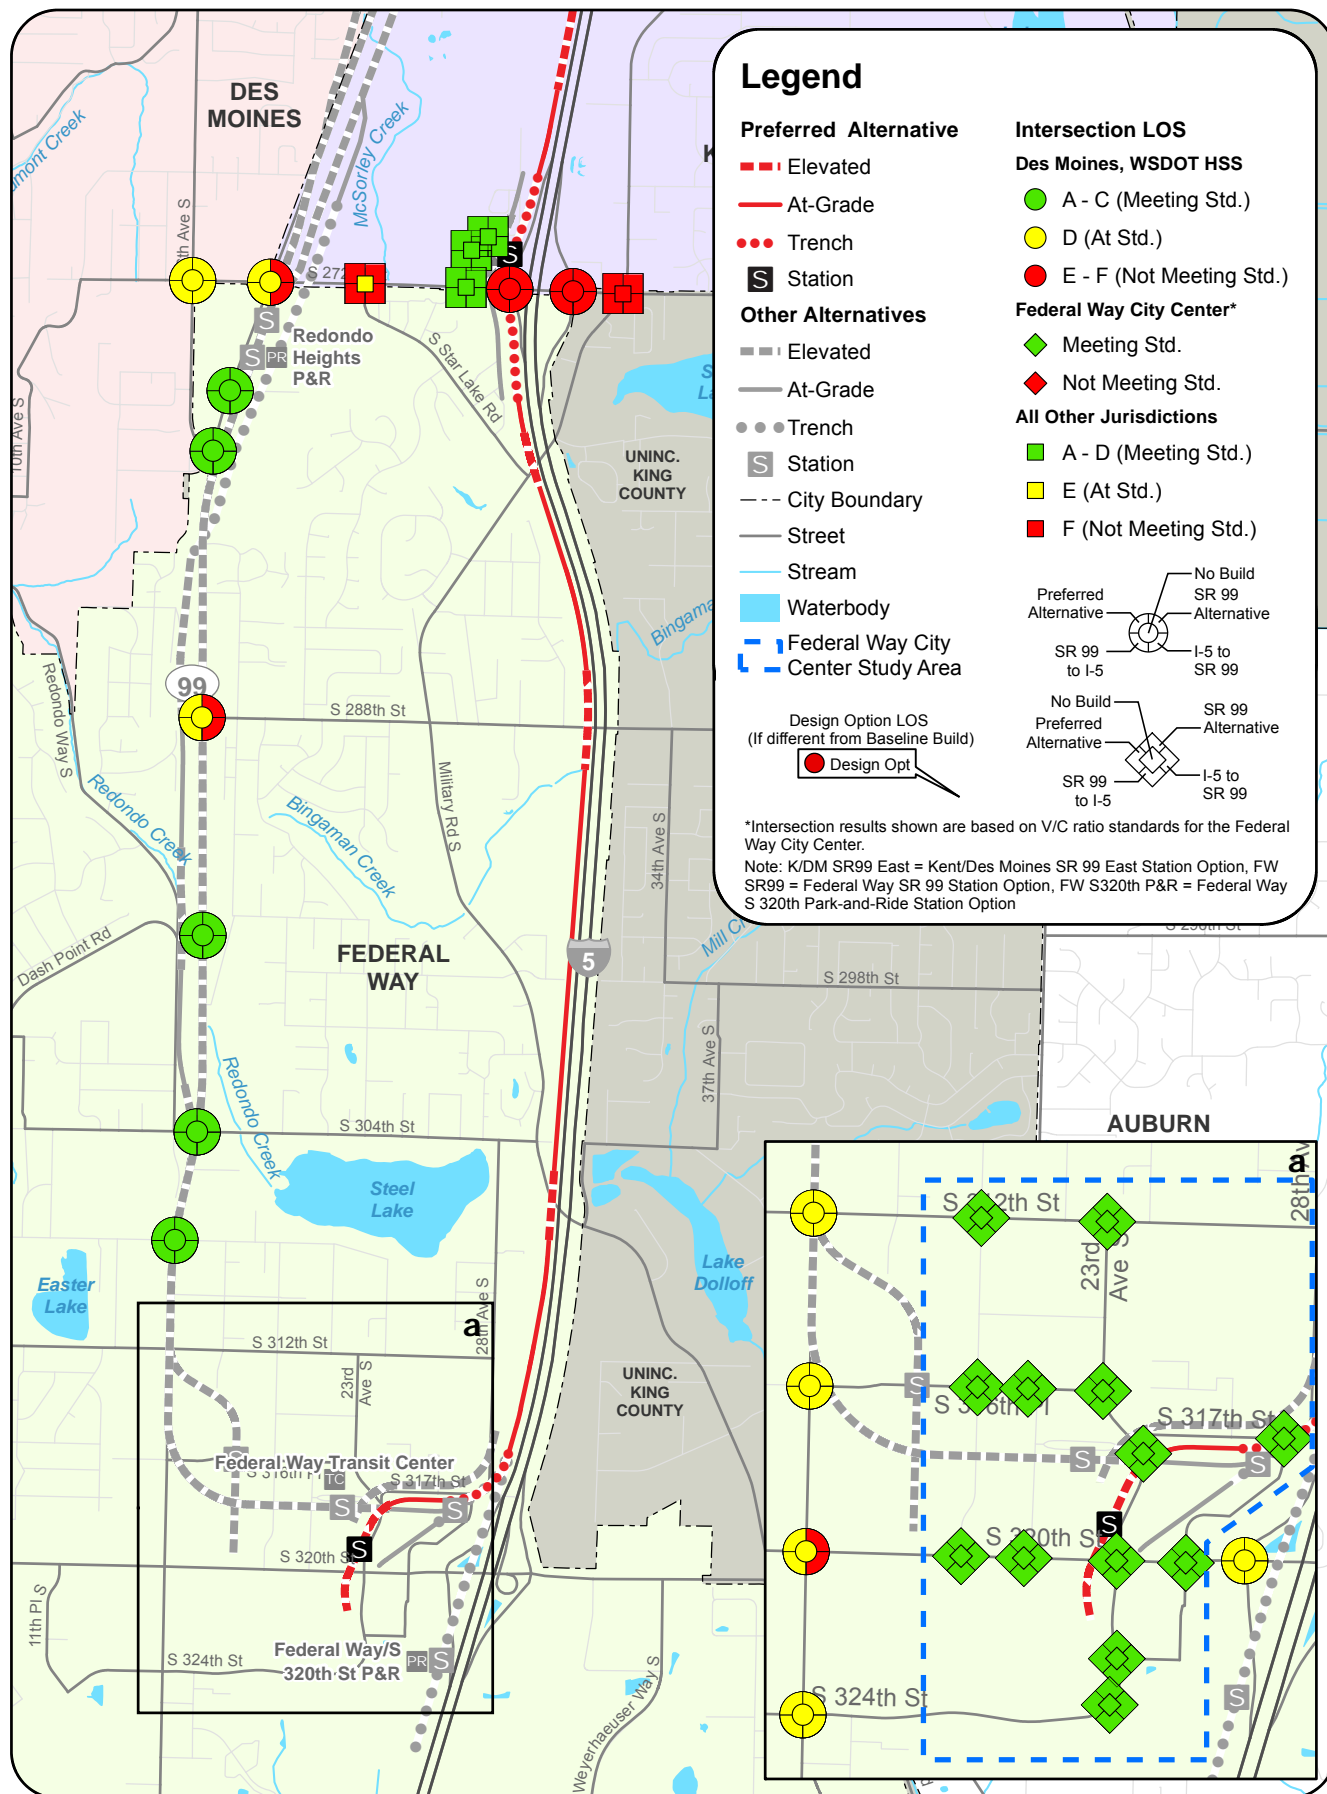 DES
MOINES
McSorley Creek
S 272
Redondo
Heights
P&R
S
S
PR
S
S Star Lake Rd
10th Ave S
UNINC.
KING
COUNTY
99
S 288th St
Redondo Way S
Redondo Creek
Bingaman Creek
Military Rd S
34th Ave S
Dash Point Rd
FEDERAL
WAY
5
S 298th St
37th Ave S
Redondo Creek
S 304th St
Steel
Lake
AUBURN
Easter
Lake
Lake
Dolloff
28th Ave S
a
S 312th St
23rd
Ave S
UNINC.
KING
COUNTY
Federal Way Transit Center
TC
S 317th St
S
S
S
S 320th St
11th Pl S
Federal Way/S
320th St P&R
PR
S
S 324th St
Weyerhaeuser Way S
Legend
Preferred Alternative
Elevated
At-Grade
Trench
S Station
Other Alternatives
Elevated
At-Grade
Trench
S Station
City Boundary
Street
Stream
Waterbody
Federal Way City
Center Study Area
Intersection LOS
Des Moines, WSDOT HSS
A - C (Meeting Std.)
D (At Std.)
E - F (Not Meeting Std.)
Federal Way City Center*
Meeting Std.
Not Meeting Std.
All Other Jurisdictions
A - D (Meeting Std.)
E (At Std.)
F (Not Meeting Std.)
No Build
Preferred
Alternative
SR 99
Alternative
SR 99
to I-5
I-5 to
SR 99
No Build
Preferred
Alternative
SR 99
Alternative
SR 99
to I-5
I-5 to
SR 99
Design Option LOS
(If different from Baseline Build)
Design Opt
*Intersection results shown are based on V/C ratio standards for the Federal
Way City Center.
Note: K/DM SR99 East = Kent/Des Moines SR 99 East Station Option, FW
SR99 = Federal Way SR 99 Station Option, FW S320th P&R = Federal Way
S 320th Park-and-Ride Station Option
a
23rd
Ave S
28th Av
S
S 317th St
S
S
S
S
S 324th St